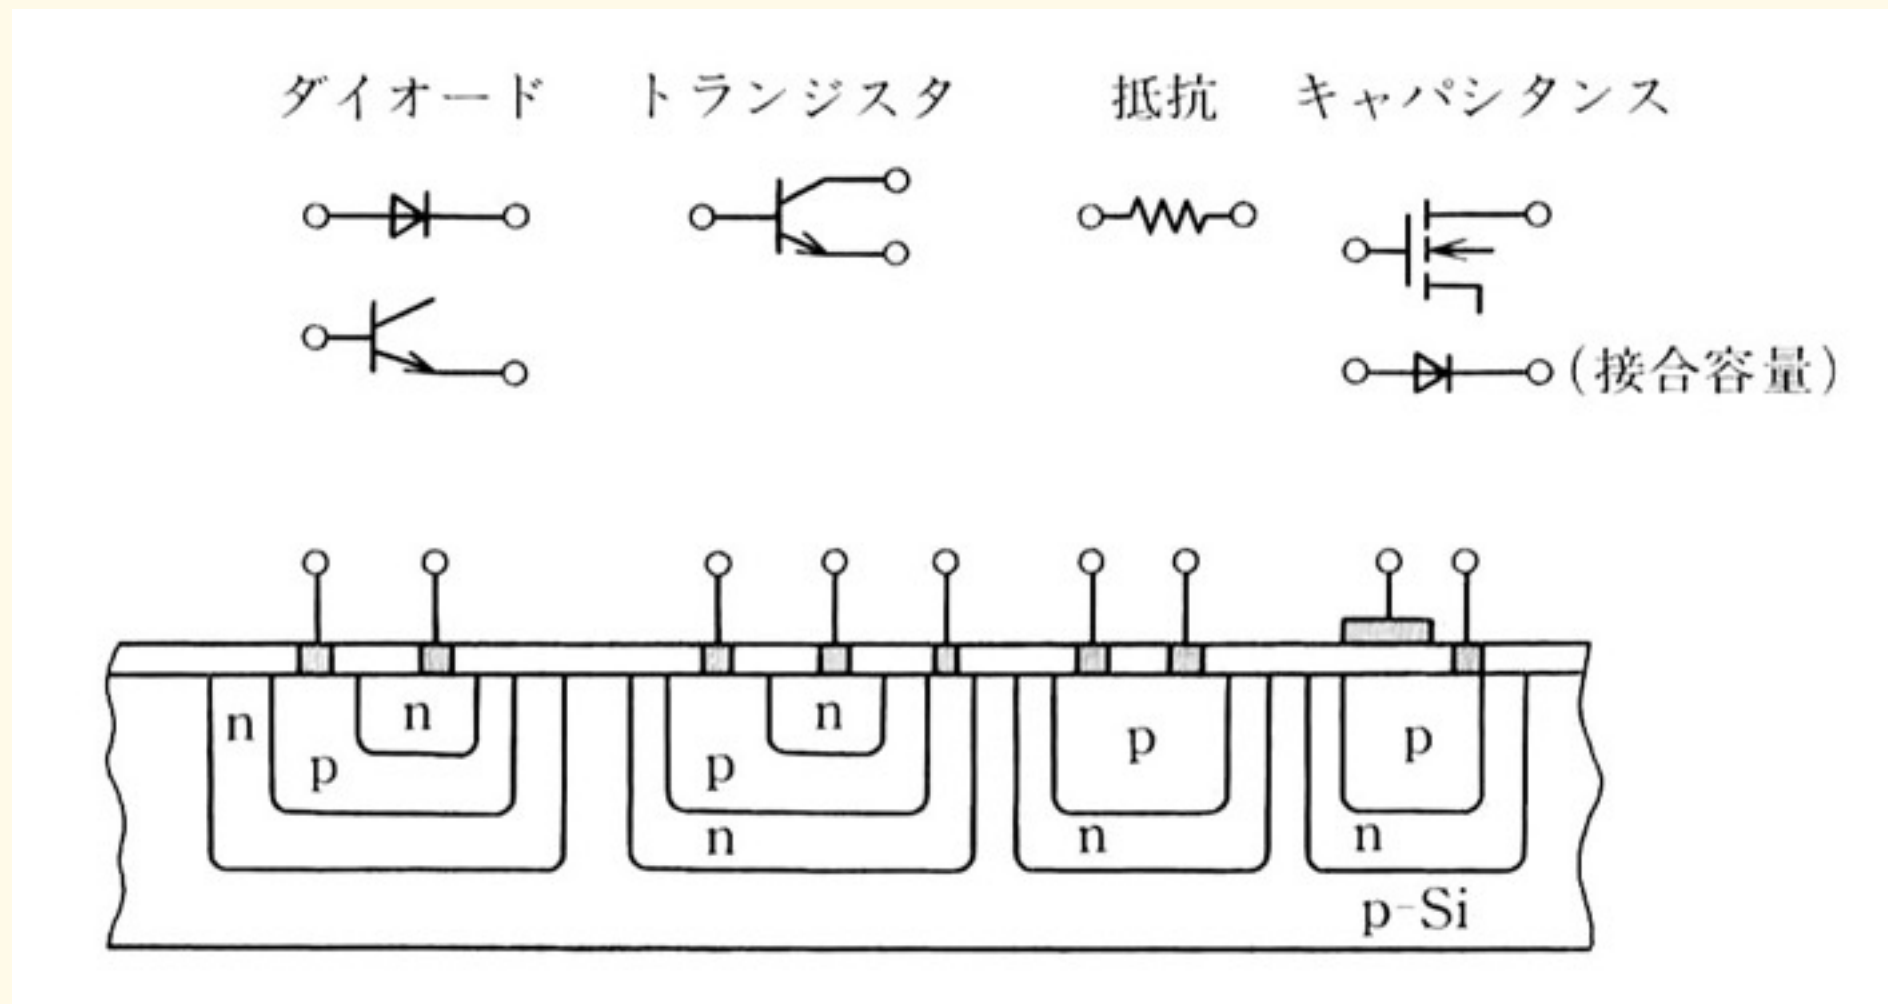 ダイオード トランジスタ 抵抗 キャパシタンス
(接合容量)
n n n p p
p p
n n n
p-Si